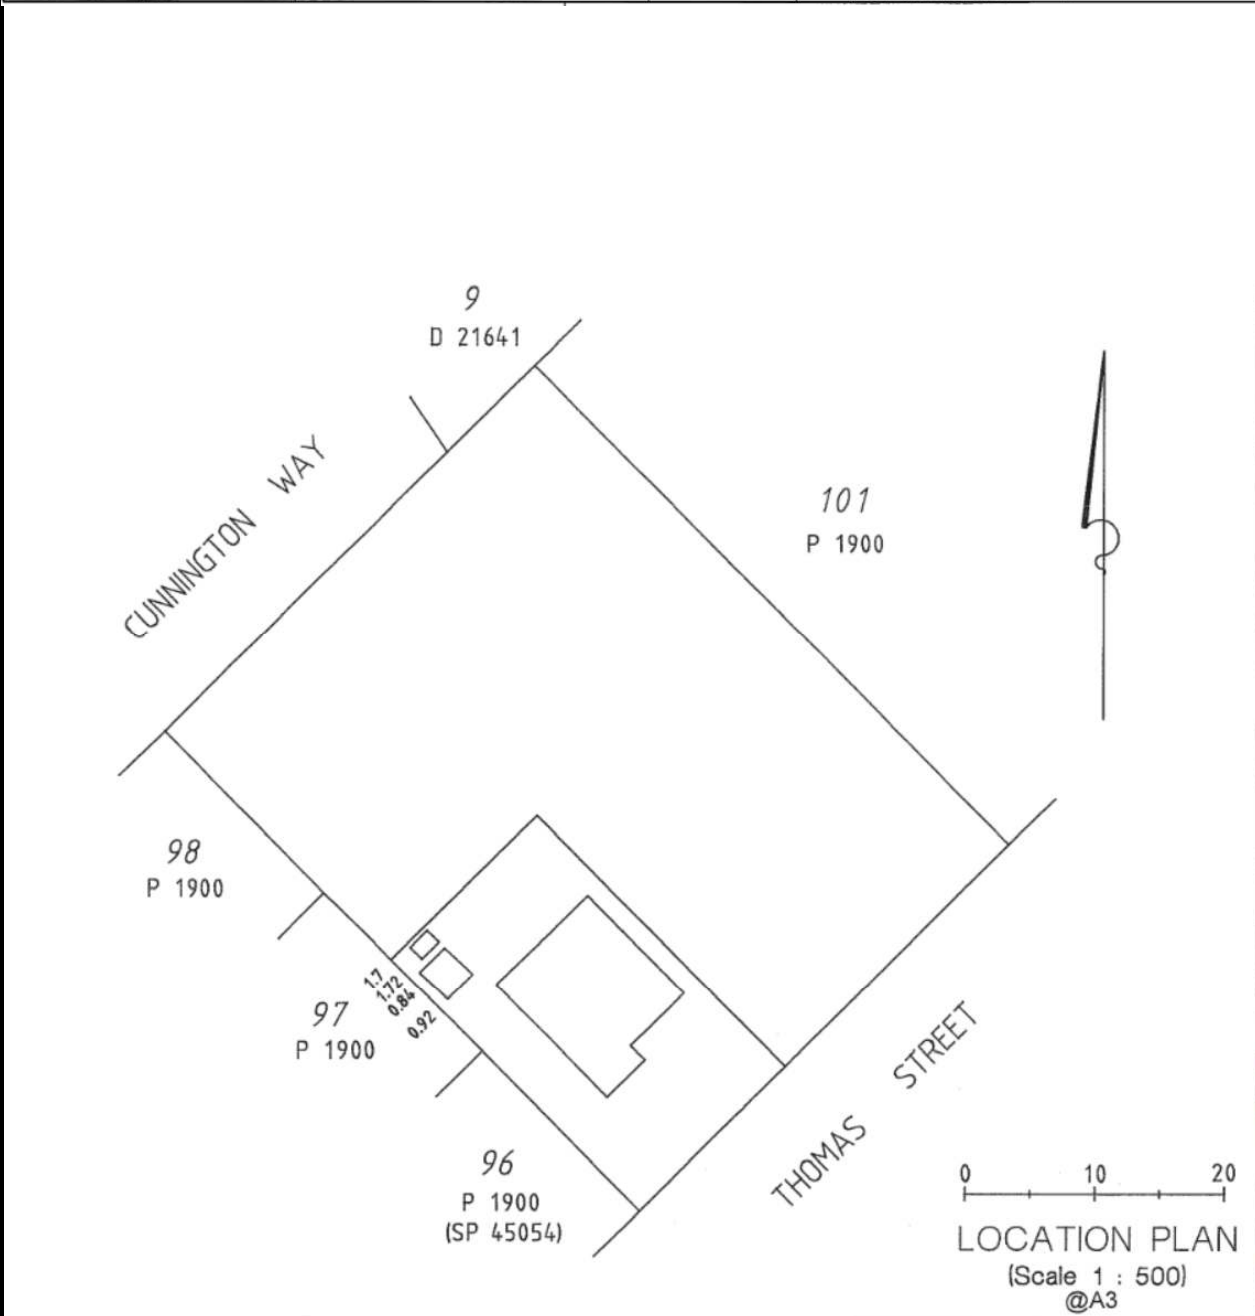 9
D 21641
CUNNINGTON WAY
101
P 1900
98
P 1900
1.7
1.72
0.84
0.92
97
P 1900
THOMAS STREET
96
P 1900
(SP 45054)
0 10 20
LOCATION PLAN
(Scale 1 : 500)
@A3